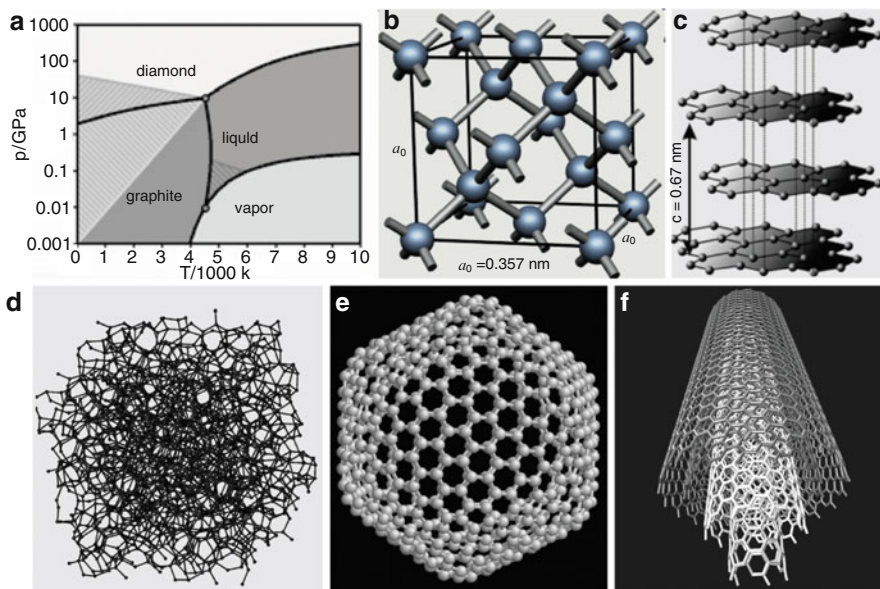 a
1000
100
10
1
0.1
0.01
0.001
p/GPa
diamond
liquld
graphite
vapor
0 1 2 3 4 5 6 7 8 9 10
T/1000 k
b
a0
a0
a0 =0.357 nm
c
c = 0.67 nm
d
e
f